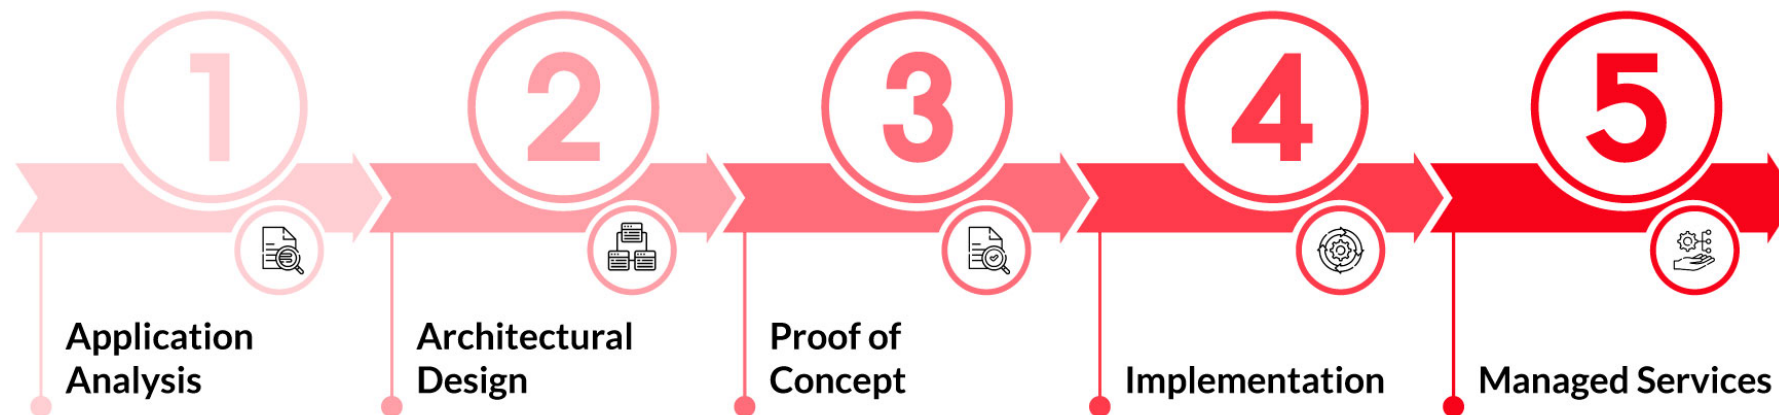 1
2
3
4
5
Application
Analysis
Architectural
Design
Proof of
Concept
Implementation
Managed Services